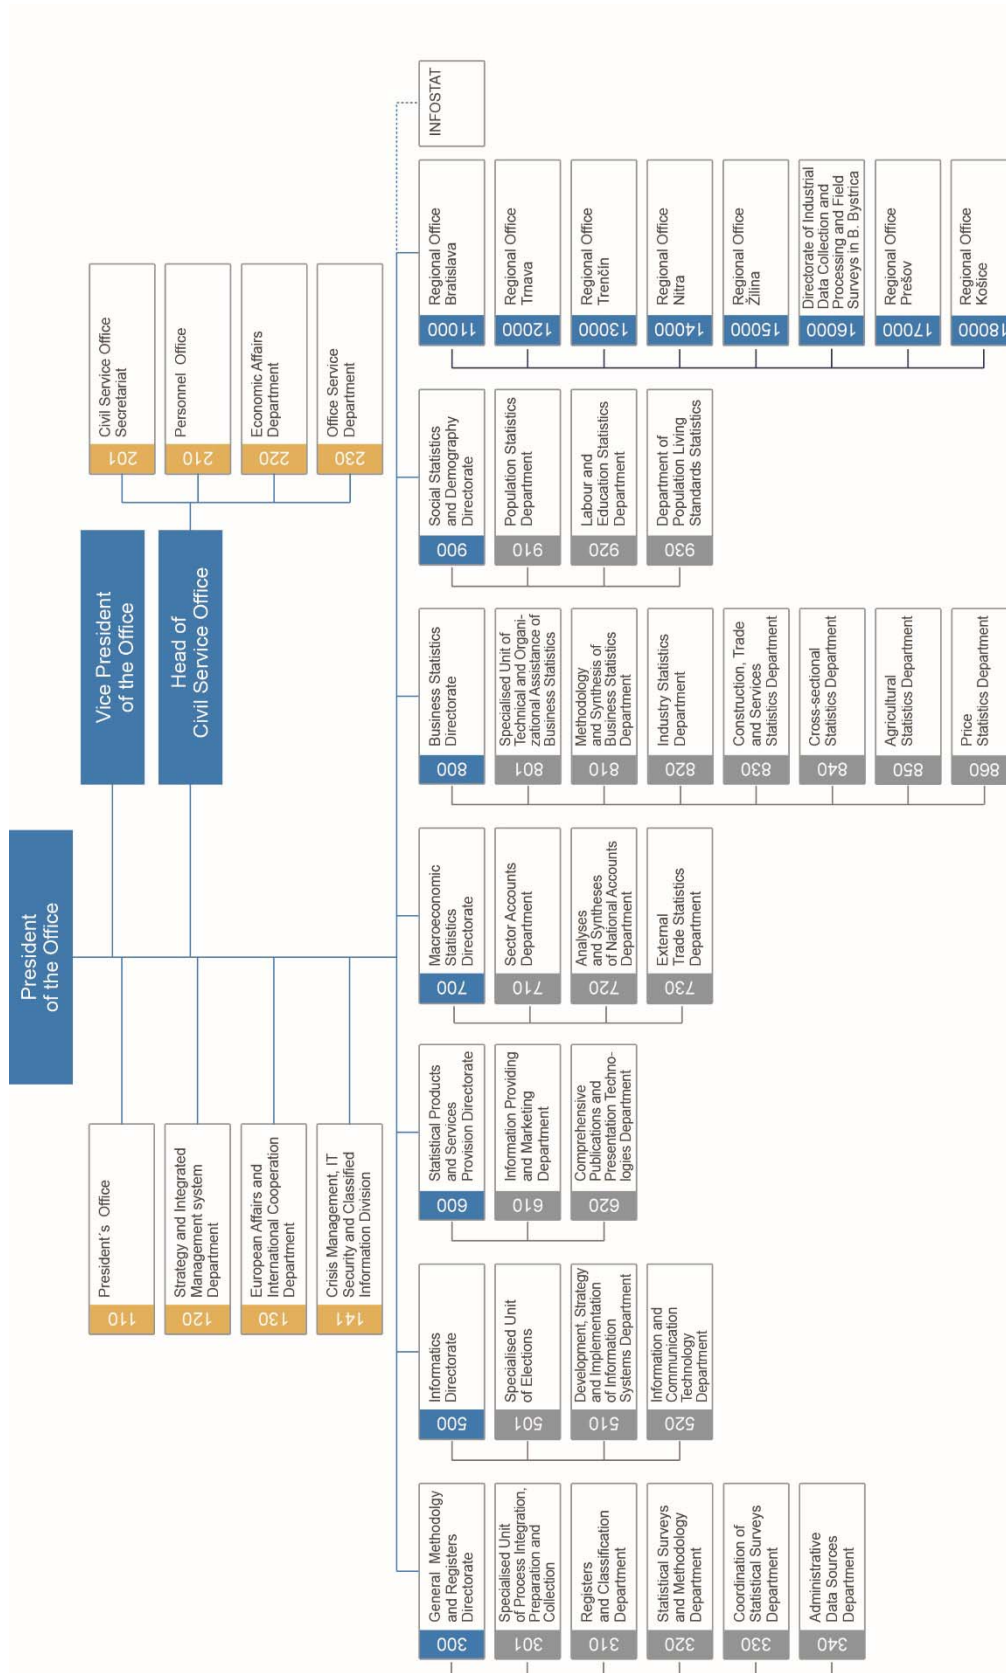 President
of the Office
Vice President
of the Office
Head of
Civil Service Office
110
President´s Office
120
Strategy and Integrated
Management system
Department
130
European Affairs and
International Cooperation
Department
141
Crisis Management, IT
Security and Classified
Information Division
201
Civil Service Office
Secretariat
210
Personnel Office
220
Economic Affairs
Department
230
Office Service
Department
300
General Methodolgy
and Registers
Directorate
301
Specialised Unit
of Process Integration,
Preparation and
Collection
310
Registers
and Classification
Department
320
Statistical Surveys
and Methodology
Department
330
Coordination of
Statistical Surveys
Department
340
Administrative
Data Sources
Department
500
Informatics
Directorate
501
Specialised Unit
of Elections
510
Development, Strategy
and Implementation
of Information
Systems Department
520
Information and
Communication
Technology
Department
600
Statistical Products
and Services
Provision Directorate
610
Information Providing
and Marketing
Department
620
Comprehensive
Publications and
Presentation Techno-
logies Department
700
Macroeconomic
Statistics
Directorate
710
Sector Accounts
Department
720
Analyses
and Syntheses
of National Accounts
Department
730
External
Trade Statistics
Department
800
Business Statistics
Directorate
801
Specialised Unit of
Technical and Organi-
zational Assistance of
Business Statistics
810
Methodology
and Synthesis of
Business Statistics
Department
820
Industry Statistics
Department
830
Construction, Trade
and Services
Statistics Department
840
Cross-sectional
Statistics Department
850
Agricultural
Statistics Department
860
Price
Statistics Department
900
Social Statistics
and Demography
Directorate
910
Population Statistics
Department
920
Labour and
Education Statistics
Department
930
Department of
Population Living
Standards Statistics
11000
Regional Office
Bratislava
12000
Regional Office
Trnava
13000
Regional Office
Trenčín
14000
Regional Office
Nitra
15000
Regional Office
Žilina
16000
Directorate of Industrial
Data Collection and
Processing and Field
Surveys in B. Bystrica
17000
Regional Office
Prešov
18000
Regional Office
Košice
INFOSTAT